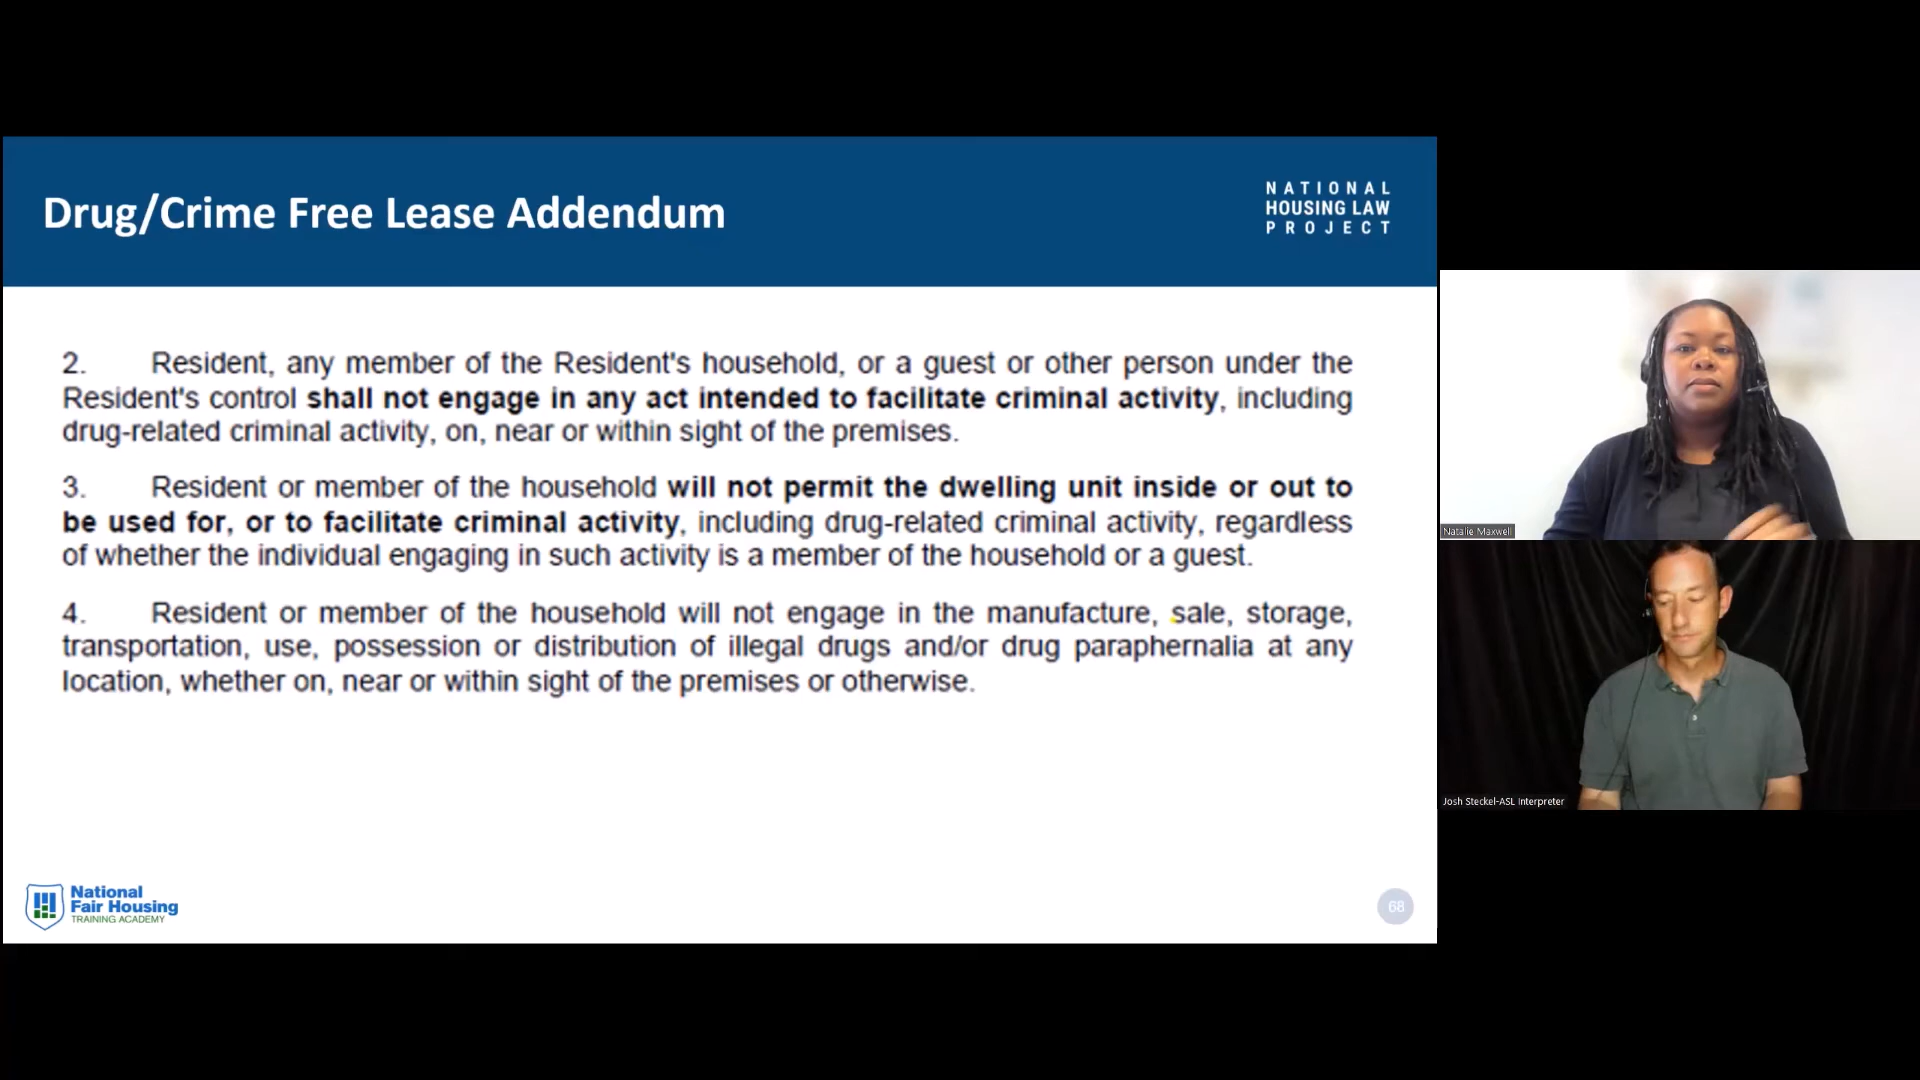 Drug/Crime Free Lease Addendum
NATIONAL
HOUSING LAW
PROJECT
2. Resident, any member of the Resident's household, or a guest or other person under the
Resident's control shall not engage in any act intended to facilitate criminal activity, including
drug-related criminal activity, on, near or within sight of the premises.
3. Resident or member of the household will not permit the dwelling unit inside or out to
be used for, or to facilitate criminal activity, including drug-related criminal activity, regardless
of whether the individual engaging in such activity is a member of the household or a guest.
4. Resident or member of the household will not engage in the manufacture, sale, storage,
transportation, use, possession or distribution of illegal drugs and/or drug paraphernalia at any
location, whether on, near or within sight of the premises or otherwise.
National
Fair Housing
TRAINING ACADEMY
68
Natalie Maxwell
Josh Steckel-ASL Interpreter